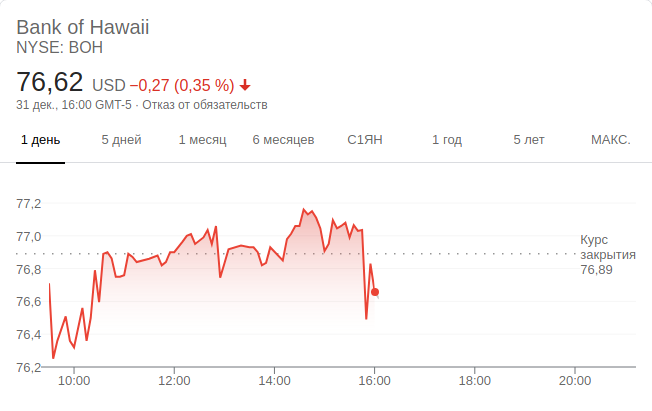 Bank of Hawaii
NYSE: BOH
76,62 USD −0,27 (0,35 %)
31 дек., 16:00 GMT-5 · Отказ от обязательств
1 день 5 дней 1 месяц 6 месяцев С1ЯН 1 год 5 лет МАКС.
77,2
77,0
76,8
76,6
76,4
76,2
Курс
закрытия
76,89
10:00 12:00 14:00 16:00 18:00 20:00